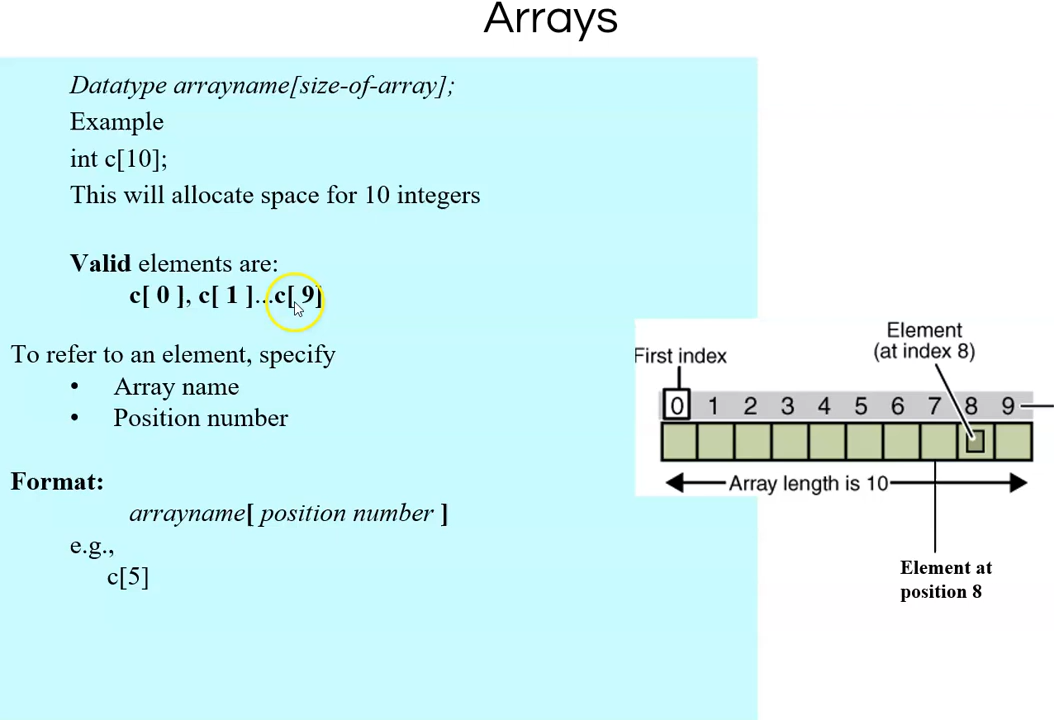 Arrays
Datatype arrayname[size-of-array];
Example
int c[10];
This will allocate space for 10 integers
Valid elements are:
c[ 0 ], c[ 1 ]...c[ 9]
To refer to an element, specify
• Array name
• Position number
Format:
arrayname[ position number ]
e.g.,
c[5]
First index
Element
(at index 8)
0 1 2 3 4 5 6 7 8 9
Array length is 10
Element at
position 8